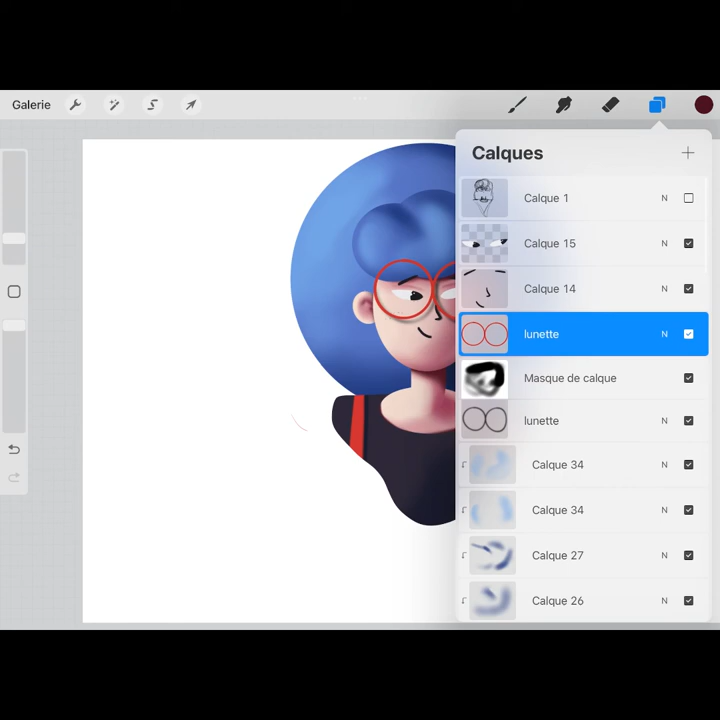 Galerie
Calques
Calque 1 N
Calque 15 N
Calque 14 N
lunette N
Masque de calque
lunette N
Calque 34 N
Calque 34 N
Calque 27 N
Calque 26 N